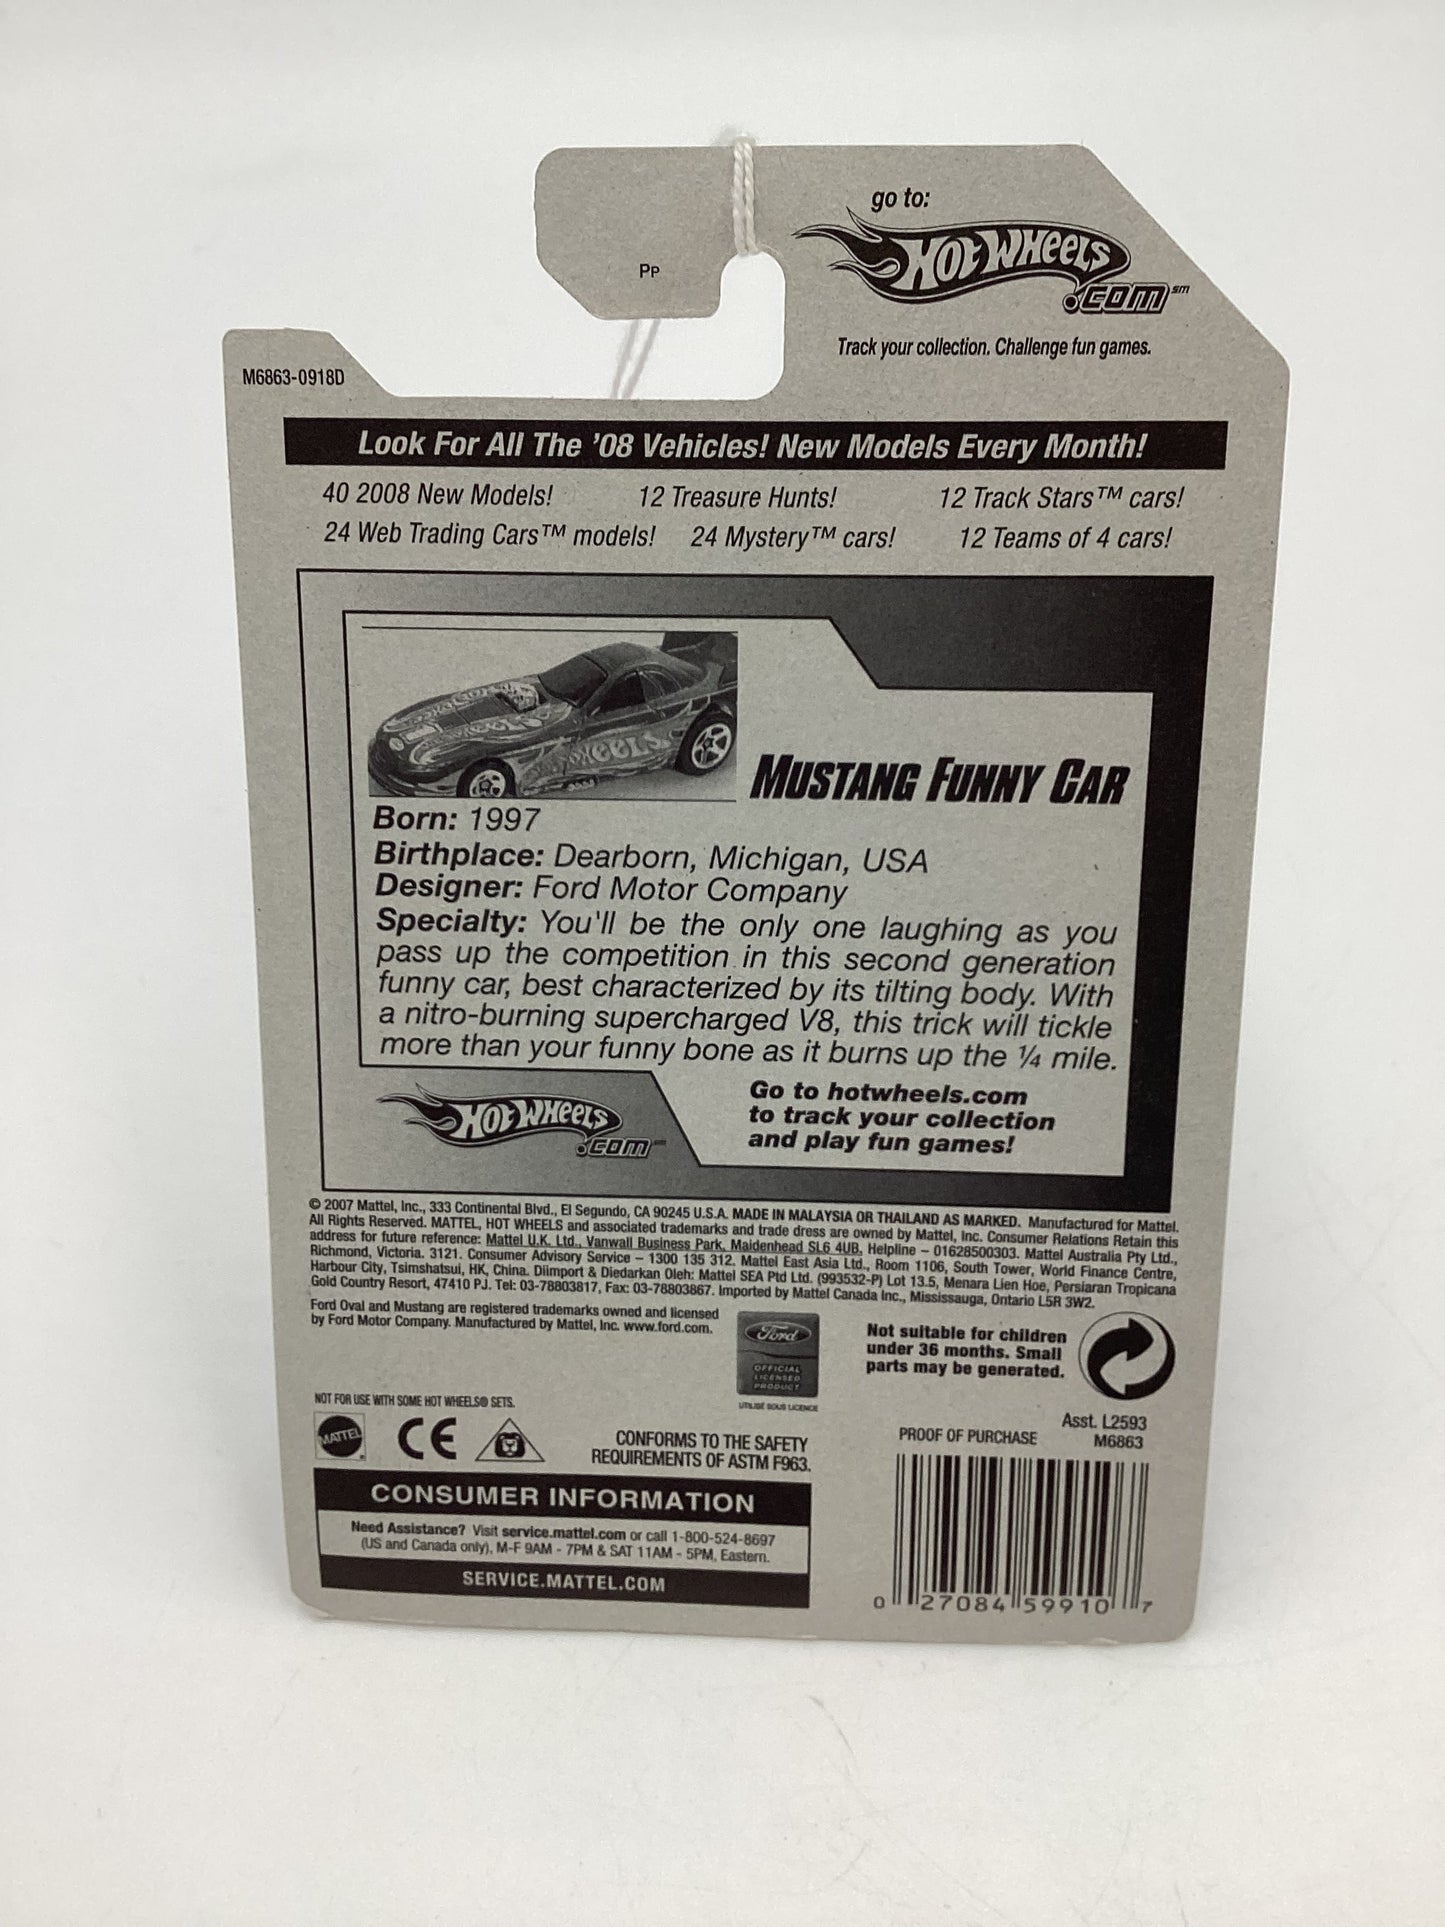 go to:
Hot Wheels
.com℠
Pp
Track your collection. Challenge fun games.
M6863-0918D
Look For All The '08 Vehicles! New Models Every Month!
40 2008 New Models! 12 Treasure Hunts! 12 Track Stars™ cars!
24 Web Trading Cars™ models! 24 Mystery™ cars! 12 Teams of 4 cars!
WHEELS
MUSTANG FUNNY CAR
Born: 1997
Birthplace: Dearborn, Michigan, USA
Designer: Ford Motor Company
Specialty: You'll be the only one laughing as you
pass up the competition in this second generation
funny car, best characterized by its tilting body. With
a nitro-burning supercharged V8, this trick will tickle
more than your funny bone as it burns up the ¼ mile.
Hot Wheels
.com
Go to hotwheels.com
to track your collection
and play fun games!
© 2007 Mattel, Inc., 333 Continental Blvd., El Segundo, CA 90245 U.S.A. MADE IN MALAYSIA OR THAILAND AS MARKED. Manufactured for Mattel.
All Rights Reserved. MATTEL, HOT WHEELS and associated trademarks and trade dress are owned by Mattel, Inc. Consumer Relations Retain this
address for future reference: Mattel U.K. Ltd., Vanwall Business Park, Maidenhead SL6 4UB, Helpline – 01628500303. Mattel Australia Pty Ltd.,
Richmond, Victoria. 3121. Consumer Advisory Service – 1300 135 312. Mattel East Asia Ltd., Room 1106, South Tower, World Finance Centre,
Harbour City, Tsimshatsui, HK, China. Diimport & Diedarkan Oleh: Mattel SEA Ptd Ltd. (993532-P) Lot 13.5, Menara Lien Hoe, Persiaran Tropicana
Gold Country Resort, 47410 PJ. Tel: 03-78803817, Fax: 03-78803867. Imported by Mattel Canada Inc., Mississauga, Ontario L5R 3W2.
Ford Oval and Mustang are registered trademarks owned and licensed
by Ford Motor Company. Manufactured by Mattel, Inc. www.ford.com.
Ford
OFFICIAL
LICENSED
PRODUCT
UTILISÉ SOUS LICENCE
Not suitable for children
under 36 months. Small
parts may be generated.
NOT FOR USE WITH SOME HOT WHEELS® SETS.
MATTEL
CE
CONFORMS TO THE SAFETY
REQUIREMENTS OF ASTM F963.
Asst. L2593
PROOF OF PURCHASE M6863
CONSUMER INFORMATION
Need Assistance? Visit service.mattel.com or call 1-800-524-8697
(US and Canada only), M-F 9AM - 7PM & SAT 11AM - 5PM, Eastern.
SERVICE.MATTEL.COM
0 27084 59910 7